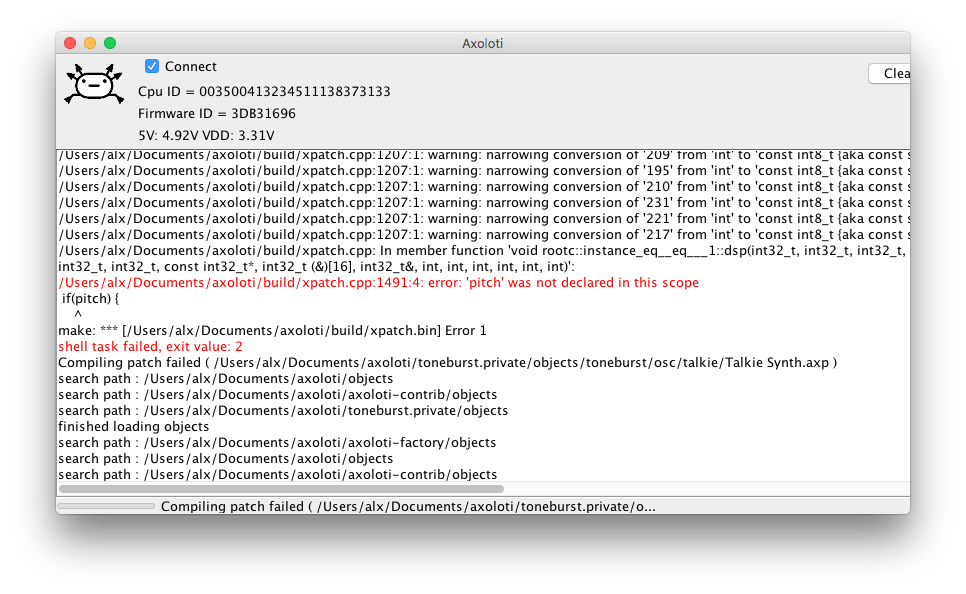 Axoloti
Connect
Clea
Cpu ID = 003500413234511138373133
Firmware ID = 3DB31696
5V: 4.92V VDD: 3.31V
/Users/alx/Documents/axoloti/build/xpatch.cpp:1207:1: warning: narrowing conversion of '209' from 'int' to 'const int8_t {aka const s
/Users/alx/Documents/axoloti/build/xpatch.cpp:1207:1: warning: narrowing conversion of '195' from 'int' to 'const int8_t {aka const s
/Users/alx/Documents/axoloti/build/xpatch.cpp:1207:1: warning: narrowing conversion of '210' from 'int' to 'const int8_t {aka const s
/Users/alx/Documents/axoloti/build/xpatch.cpp:1207:1: warning: narrowing conversion of '231' from 'int' to 'const int8_t {aka const s
/Users/alx/Documents/axoloti/build/xpatch.cpp:1207:1: warning: narrowing conversion of '221' from 'int' to 'const int8_t {aka const s
/Users/alx/Documents/axoloti/build/xpatch.cpp:1207:1: warning: narrowing conversion of '217' from 'int' to 'const int8_t {aka const s
/Users/alx/Documents/axoloti/build/xpatch.cpp: In member function 'void rootc::instance_eq__eq___1::dsp(int32_t, int32_t, int32_t,
int32_t, int32_t, const int32_t*, int32_t (&)[16], int32_t&, int, int, int, int, int, int)':
/Users/alx/Documents/axoloti/build/xpatch.cpp:1491:4: error: 'pitch' was not declared in this scope
if(pitch) {
^
make: *** [/Users/alx/Documents/axoloti/build/xpatch.bin] Error 1
shell task failed, exit value: 2
Compiling patch failed ( /Users/alx/Documents/axoloti/toneburst.private/objects/toneburst/osc/talkie/Talkie Synth.axp )
search path : /Users/alx/Documents/axoloti/objects
search path : /Users/alx/Documents/axoloti/axoloti-contrib/objects
search path : /Users/alx/Documents/axoloti/toneburst.private/objects
finished loading objects
search path : /Users/alx/Documents/axoloti/axoloti-factory/objects
search path : /Users/alx/Documents/axoloti/objects
search path : /Users/alx/Documents/axoloti/axoloti-contrib/objects
Compiling patch failed ( /Users/alx/Documents/axoloti/toneburst.private/o...